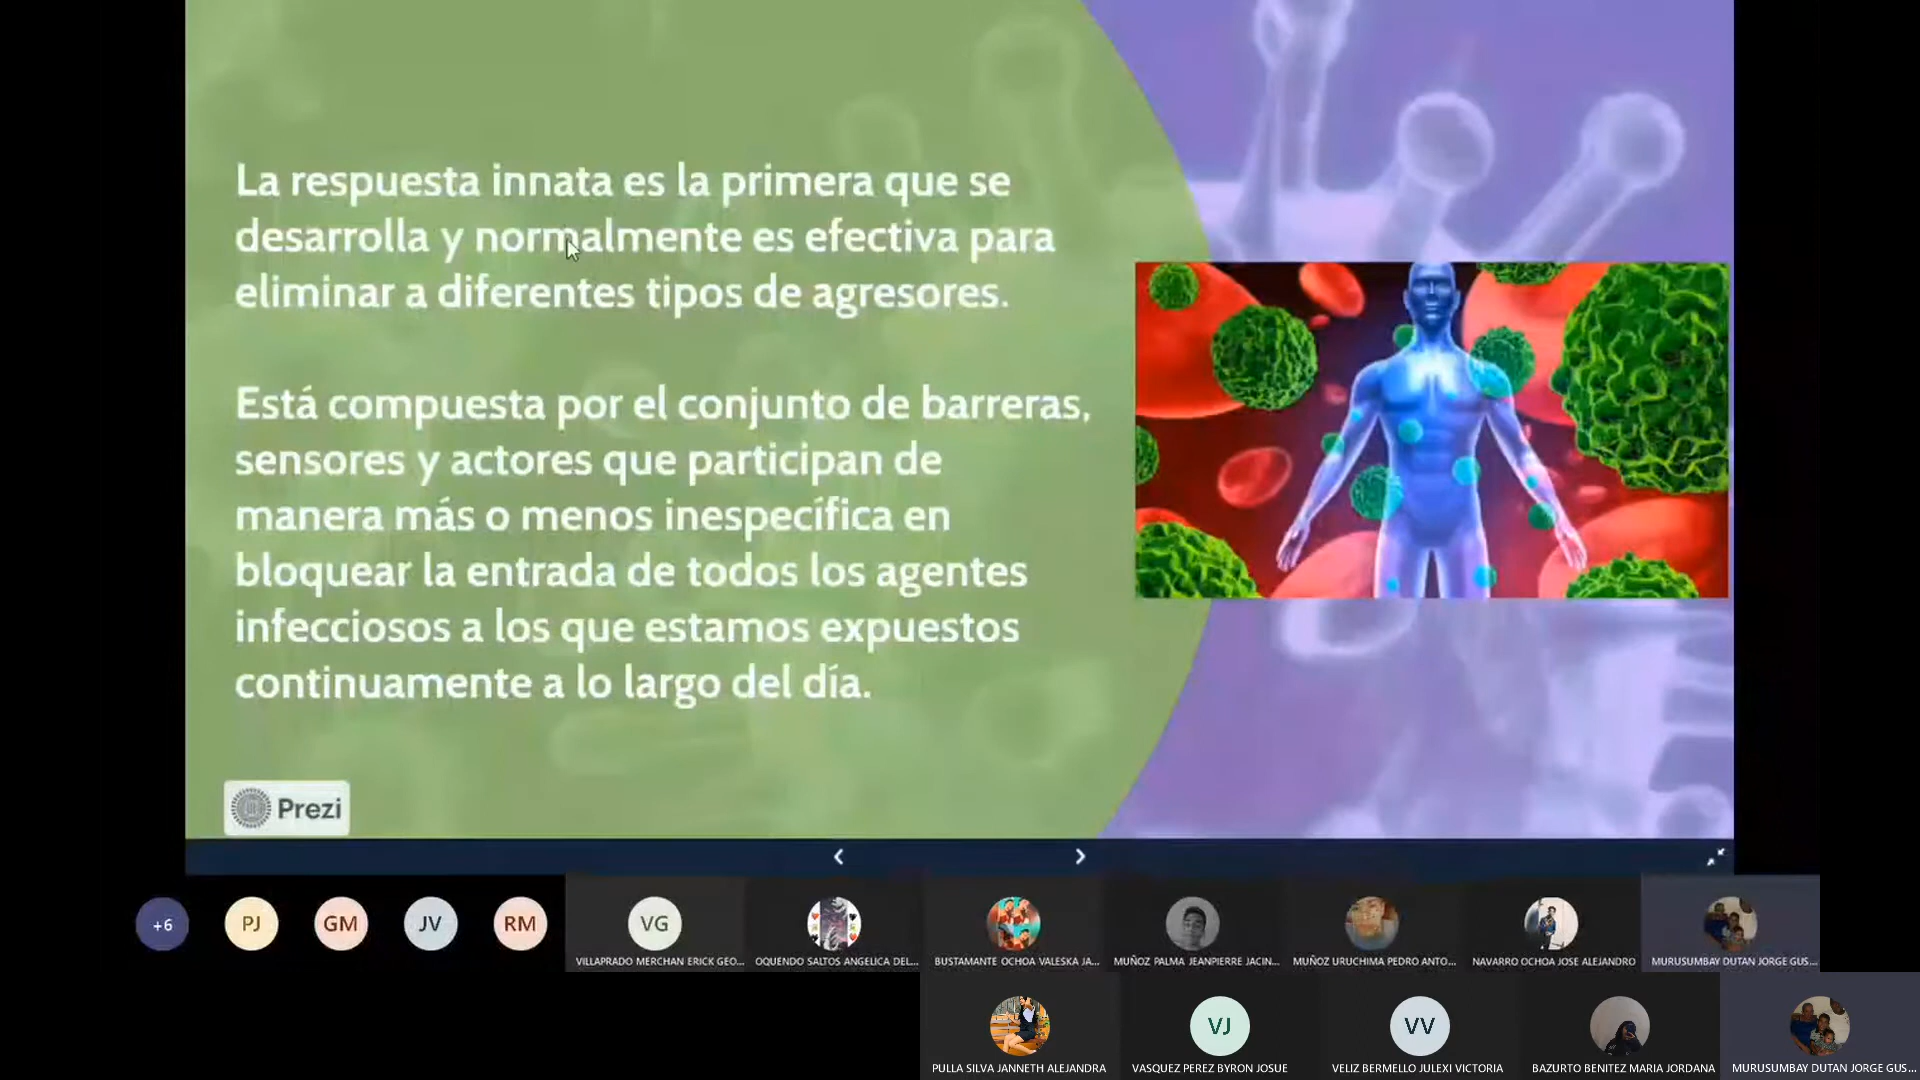 La respuesta innata es la primera que se
desarrolla y normalmente es efectiva para
eliminar a diferentes tipos de agresores.
Está compuesta por el conjunto de barreras,
sensores y actores que participan de
manera más o menos inespecífica en
bloquear la entrada de todos los agentes
infecciosos a los que estamos expuestos
continuamente a lo largo del día.
Prezi
+6
PJ
GM
JV
RM
VG
VILLAPRADO MERCHAN ERICK GEO...
OQUENDO SALTOS ANGELICA DEL...
BUSTAMANTE OCHOA VALESKA JA...
MUÑOZ PALMA JEANPIERRE JACIN...
MUÑOZ URUCHIMA PEDRO ANTO...
NAVARRO OCHOA JOSE ALEJANDRO
MURUSUMBAY DUTAN JORGE GUS...
PULLA SILVA JANNETH ALEJANDRA
VJ
VASQUEZ PEREZ BYRON JOSUE
VV
VELIZ BERMELLO JULEXI VICTORIA
BAZURTO BENITEZ MARIA JORDANA
MURUSUMBAY DUTAN JORGE GUS...